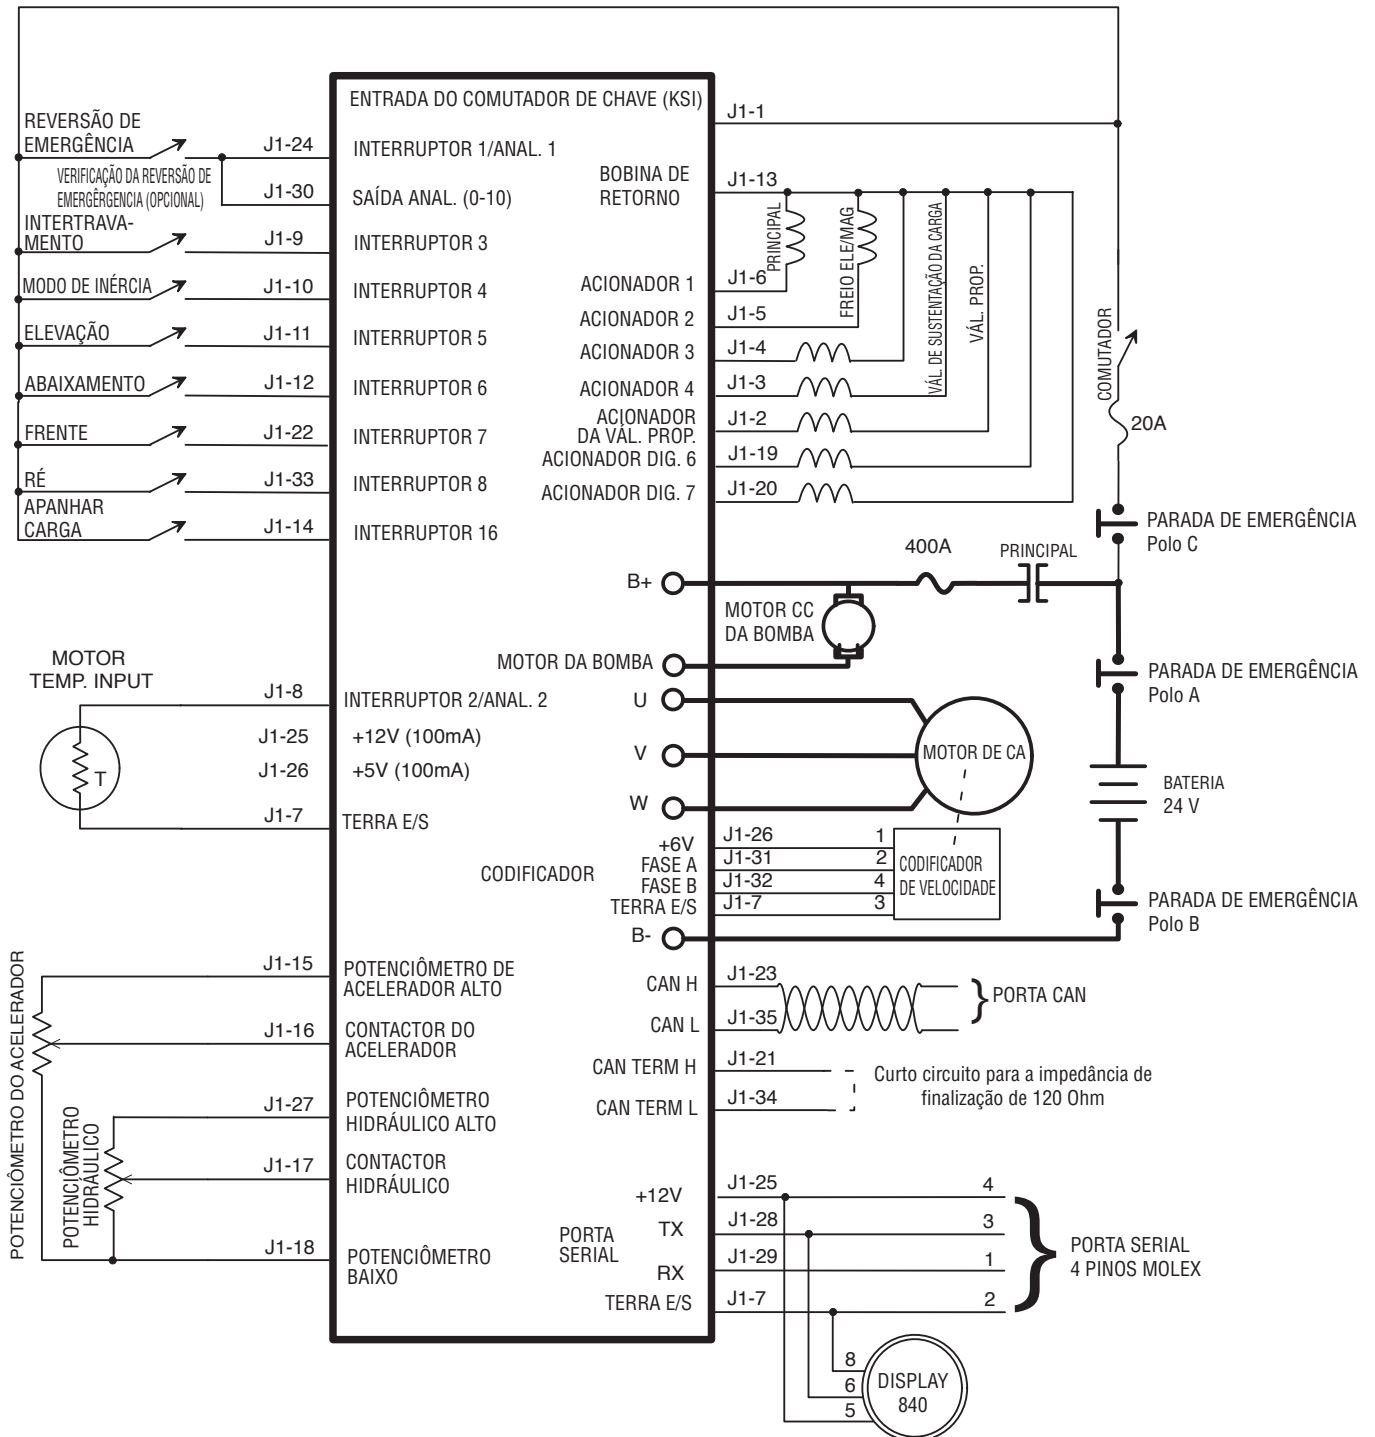 ENTRADA DO COMUTADOR DE CHAVE (KSI)
J1-1
REVERSÃO DE
EMERGÊNCIA
J1-24
INTERRUPTOR 1/ANAL. 1
VERIFICAÇÃO DA REVERSÃO DE
EMERGÊRGENCIA (OPCIONAL)
J1-30
SAÍDA ANAL. (0-10)
BOBINA DE
RETORNO
J1-13
INTERTRAVA-
MENTO
J1-9
INTERRUPTOR 3
MODO DE INÉRCIA
J1-10
INTERRUPTOR 4
ELEVAÇÃO
J1-11
INTERRUPTOR 5
ABAIXAMENTO
J1-12
INTERRUPTOR 6
FRENTE
J1-22
INTERRUPTOR 7
RÉ
J1-33
INTERRUPTOR 8
APANHAR
CARGA
J1-14
INTERRUPTOR 16
ACIONADOR 1
J1-6
PRINCIPAL
ACIONADOR 2
J1-5
FREIO ELE/MAG
ACIONADOR 3
J1-4
ACIONADOR 4
J1-3
VÁL. DE SUSTENTAÇÃO DA CARGA
ACIONADOR
DA VÁL. PROP.
J1-2
VÁL. PROP.
ACIONADOR DIG. 6
J1-19
ACIONADOR DIG. 7
J1-20
COMUTADOR
20A
PARADA DE EMERGÊNCIA
Polo C
400A
PRINCIPAL
B+
MOTOR CC
DA BOMBA
MOTOR DA BOMBA
PARADA DE EMERGÊNCIA
Polo A
MOTOR
TEMP. INPUT
T
J1-8
INTERRUPTOR 2/ANAL. 2
J1-25
+12V (100mA)
J1-26
+5V (100mA)
J1-7
TERRA E/S
U
V
W
MOTOR DE CA
BATERIA
24 V
CODIFICADOR
+6V
J1-26
1
FASE A
J1-31
2
FASE B
J1-32
4
TERRA E/S
J1-7
3
CODIFICADOR
DE VELOCIDADE
B-
PARADA DE EMERGÊNCIA
Polo B
POTENCIÔMETRO DO ACELERADOR
J1-15
POTENCIÔMETRO DE
ACELERADOR ALTO
J1-16
CONTACTOR DO
ACELERADOR
POTENCIÔMETRO
HIDRÁULICO
J1-27
POTENCIÔMETRO
HIDRÁULICO ALTO
J1-17
CONTACTOR
HIDRÁULICO
J1-18
POTENCIÔMETRO
BAIXO
CAN H
J1-23
CAN L
J1-35
PORTA CAN
CAN TERM H
J1-21
CAN TERM L
J1-34
Curto circuito para a impedância de
finalização de 120 Ohm
PORTA
SERIAL
+12V
J1-25
4
TX
J1-28
3
RX
J1-29
1
TERRA E/S
J1-7
2
PORTA SERIAL
4 PINOS MOLEX
8
6
5
DISPLAY
840